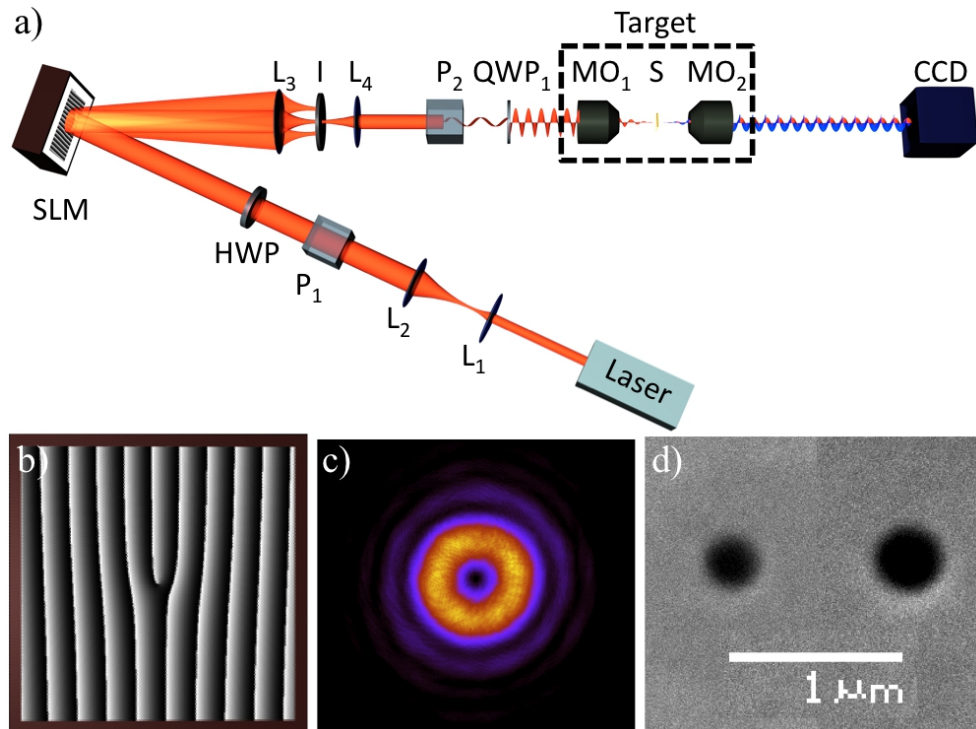 a)
Target
L₃ I L₄ P₂ QWP₁ MO₁ S MO₂ CCD
SLM
HWP
P₁
L₂
L₁
Laser
b) c) d)
1 μm